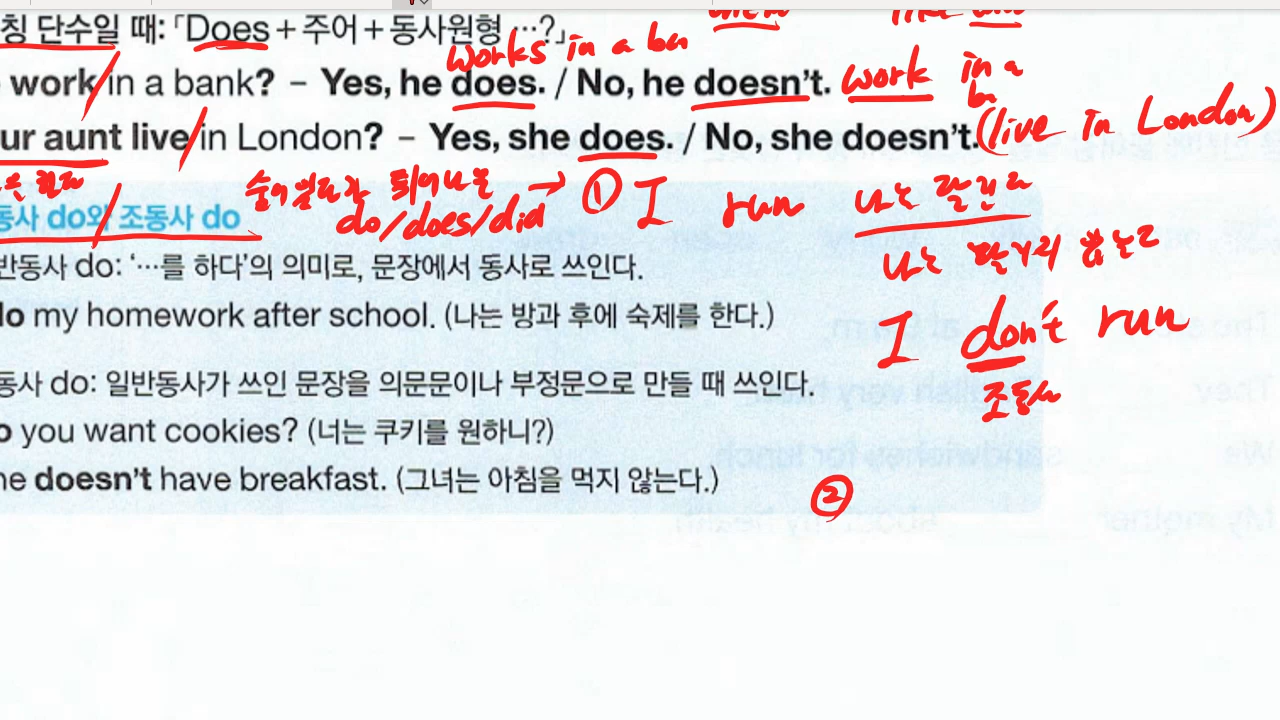 칭 단수일 때: 「Does + 주어 + 동사원형 …?」
works in a ba
work in a bank? – Yes, he does. / No, he doesn't. work in a
ba
ur aunt live in London? – Yes, she does. / No, she doesn't. (live in London)
숨어 튀어나온 → ① I run 나는 달린다
동사 do와 조동사 do do/does/did
나는 달리지 않는다
반동사 do: '…를 하다'의 의미로, 문장에서 동사로 쓰인다.
do my homework after school. (나는 방과 후에 숙제를 한다.)
I don't run
동사 do: 일반동사가 쓰인 문장을 의문문이나 부정문으로 만들 때 쓰인다.
조동사
o you want cookies? (너는 쿠키를 원하니?)
he doesn't have breakfast. (그녀는 아침을 먹지 않는다.)
②